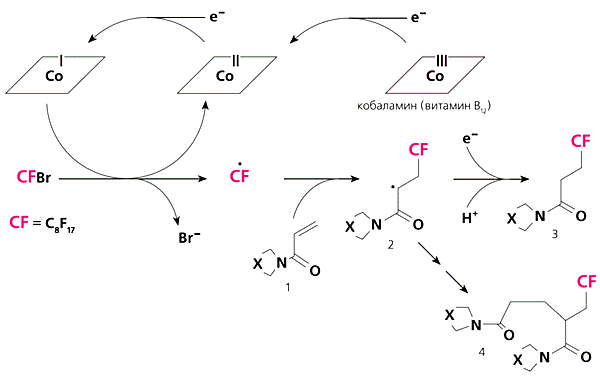 e⁻ e⁻
I II III
Co Co Co
кобаламин (витамин B₁₂)
CF
CFBr CF e⁻ CF
CF = C₈F₁₇ H⁺
Br⁻ X N O X N O
2 3
X N O CF
1 X N
O
4 X N O